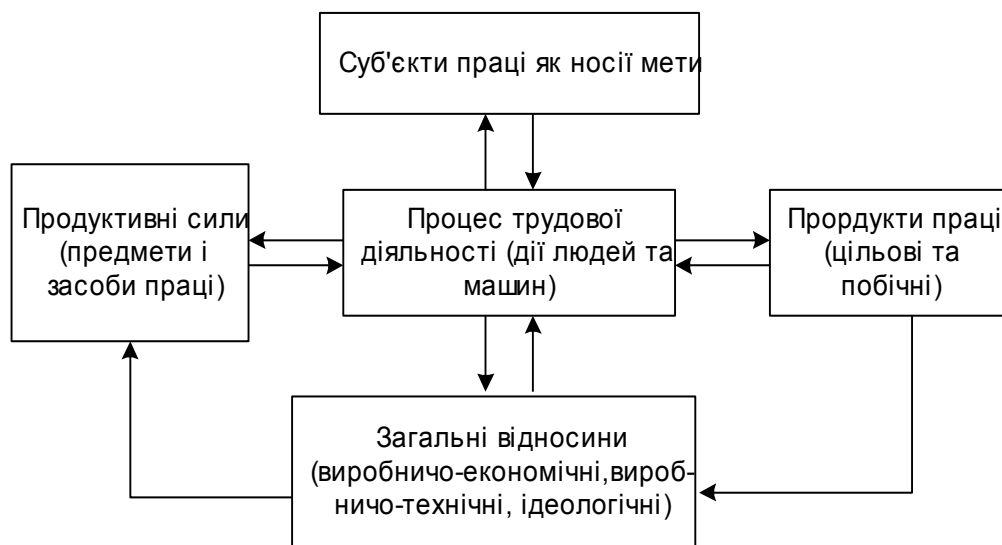 Суб'єкти праці як носії мети
Продуктивні сили
(предмети і
засоби праці)
Процес трудової
діяльності (дії людей та
машин)
Прордукти праці
(цільові та
побічні)
Загальні відносини
(виробничо-економічні,вироб-
ничо-технічні, ідеологічні)